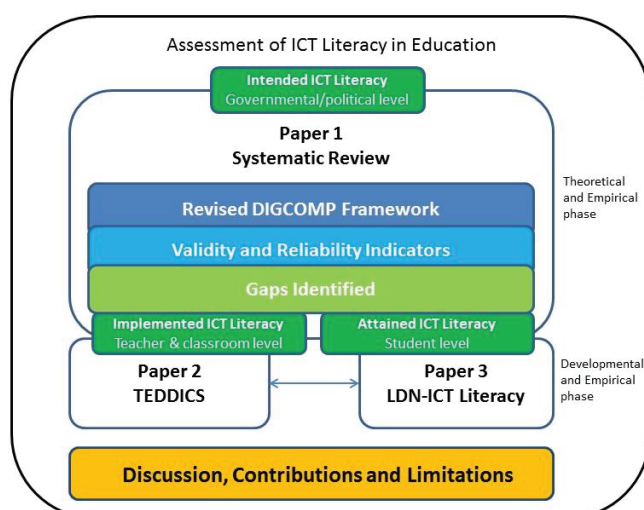 Assessment of ICT Literacy in Education
Intended ICT Literacy
Governmental/political level
Paper 1
Systematic Review
Theoretical
and Empirical
phase
Revised DIGCOMP Framework
Validity and Reliability Indicators
Gaps Identified
Implemented ICT Literacy
Teacher & classroom level
Attained ICT Literacy
Student level
Paper 2
TEDDICS
Paper 3
LDN-ICT Literacy
Developmental
and Empirical
phase
Discussion, Contributions and Limitations